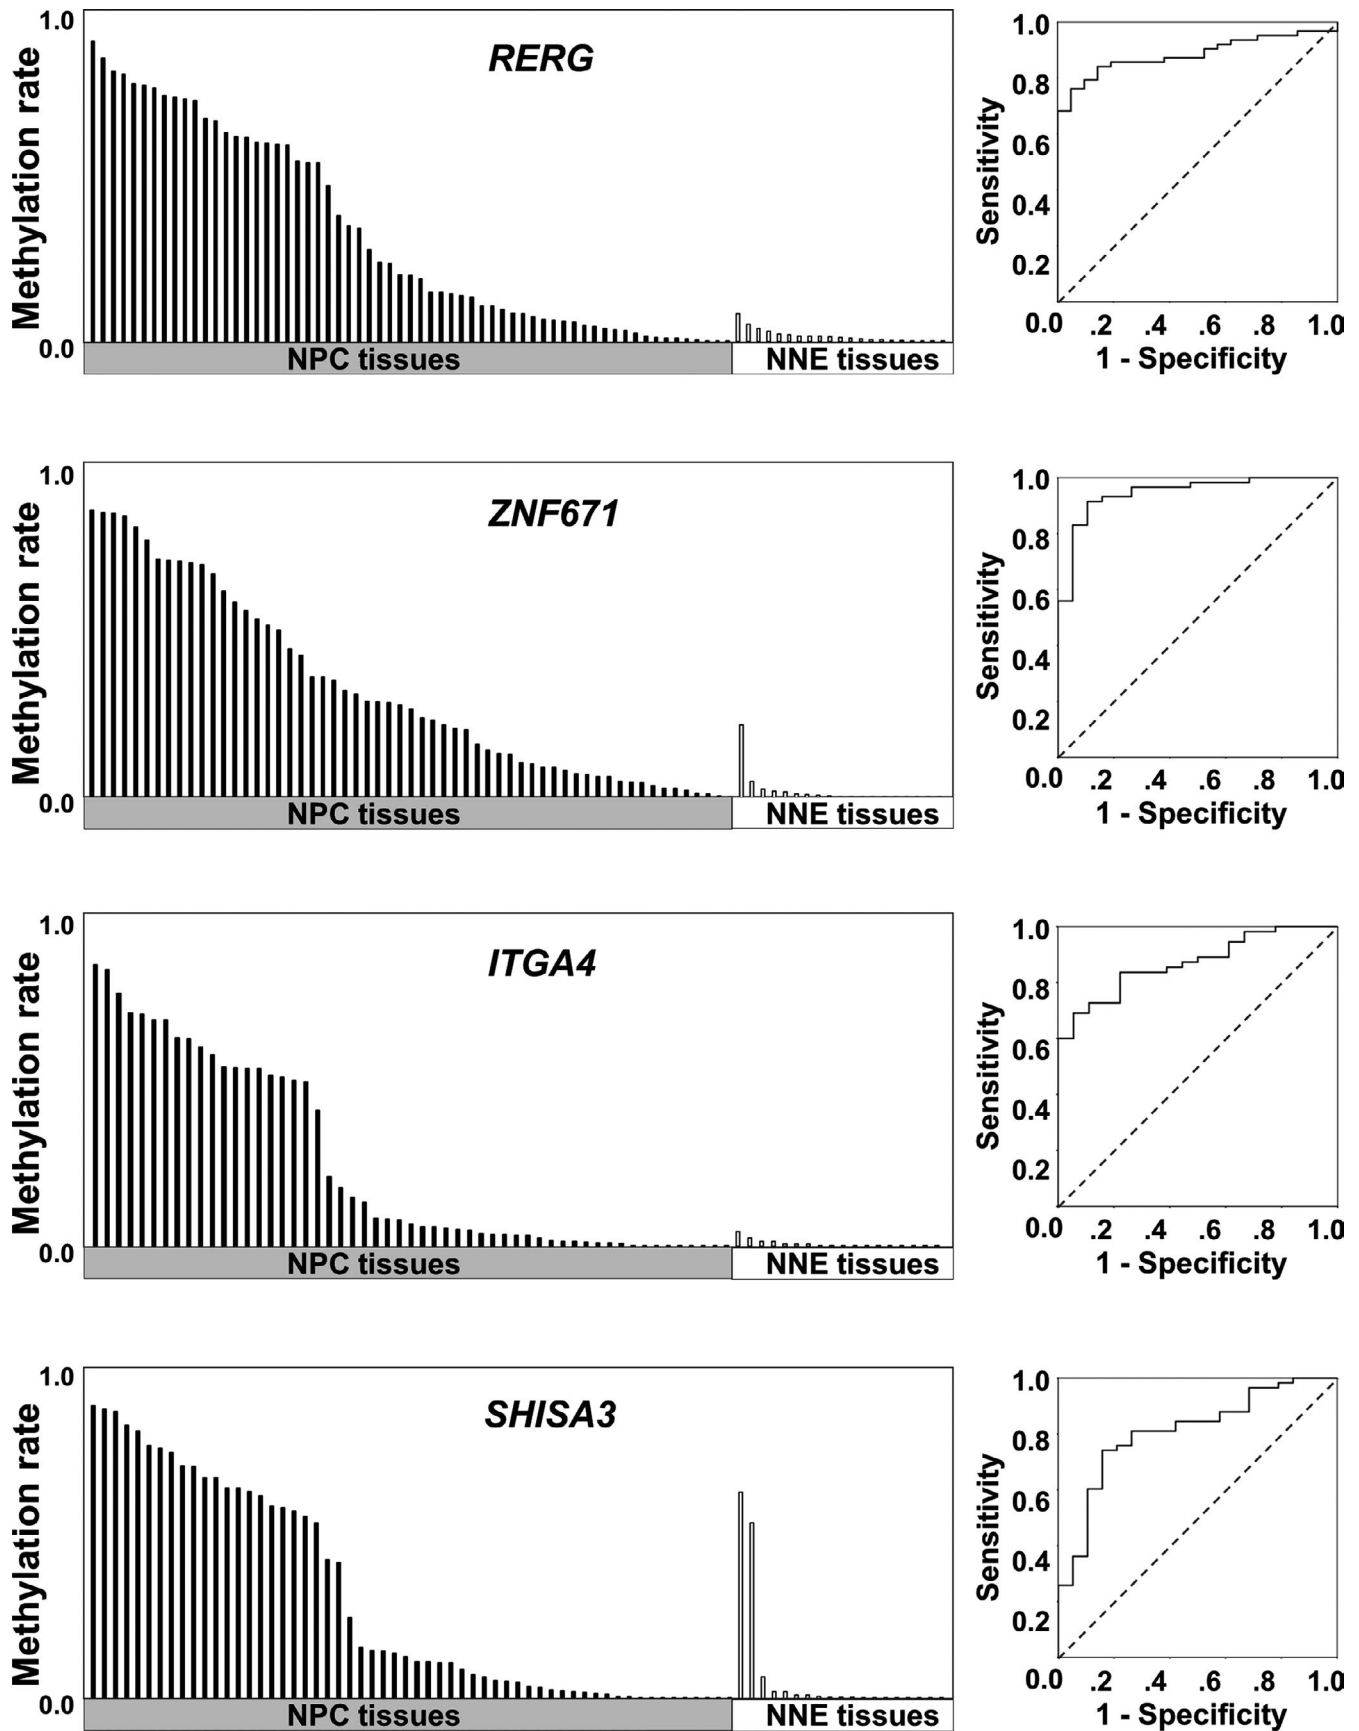 1.0
RERG
Methylation rate
0.0
NPC tissues
NNE tissues
1.0
0.8
0.6
0.4
0.2
Sensitivity
0.0 .2 .4 .6 .8 1.0
1 - Specificity
1.0
ZNF671
Methylation rate
0.0
NPC tissues
NNE tissues
1.0
0.8
0.6
0.4
0.2
Sensitivity
0.0 .2 .4 .6 .8 1.0
1 - Specificity
1.0
ITGA4
Methylation rate
0.0
NPC tissues
NNE tissues
1.0
0.8
0.6
0.4
0.2
Sensitivity
0.0 .2 .4 .6 .8 1.0
1 - Specificity
1.0
SHISA3
Methylation rate
0.0
NPC tissues
NNE tissues
1.0
0.8
0.6
0.4
0.2
Sensitivity
0.0 .2 .4 .6 .8 1.0
1 - Specificity